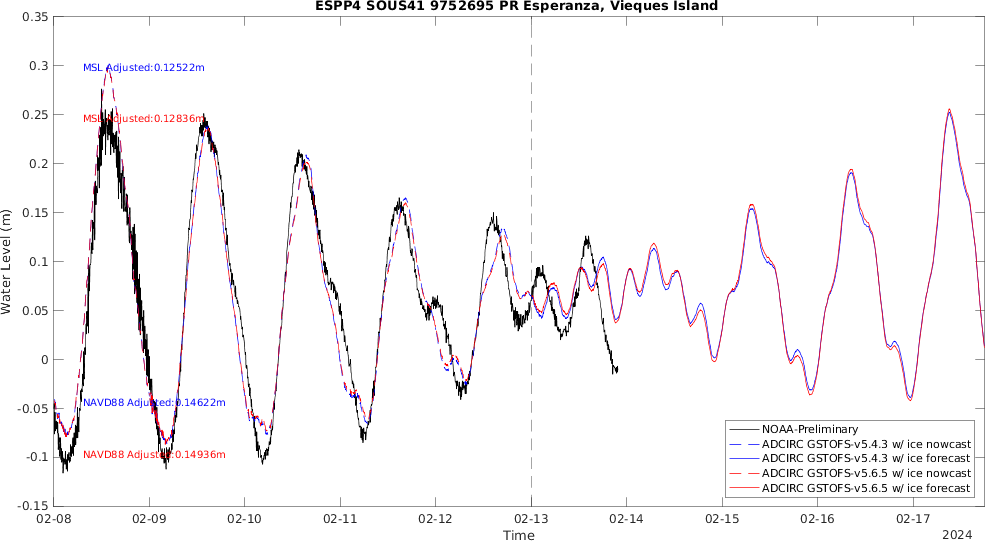 ESPP4 SOUS41 9752695 PR Esperanza, Vieques Island
0.35
0.3
0.25
0.2
0.15
0.1
0.05
0
-0.05
-0.1
-0.15
Water Level (m)
MSL Adjusted:0.12522m
MSL Adjusted:0.12836m
NAVD88 Adjusted:0.14622m
NAVD88 Adjusted:0.14936m
NOAA-Preliminary
ADCIRC GSTOFS-v5.4.3 w/ ice nowcast
ADCIRC GSTOFS-v5.4.3 w/ ice forecast
ADCIRC GSTOFS-v5.6.5 w/ ice nowcast
ADCIRC GSTOFS-v5.6.5 w/ ice forecast
02-08 02-09 02-10 02-11 02-12 02-13 02-14 02-15 02-16 02-17
Time
2024